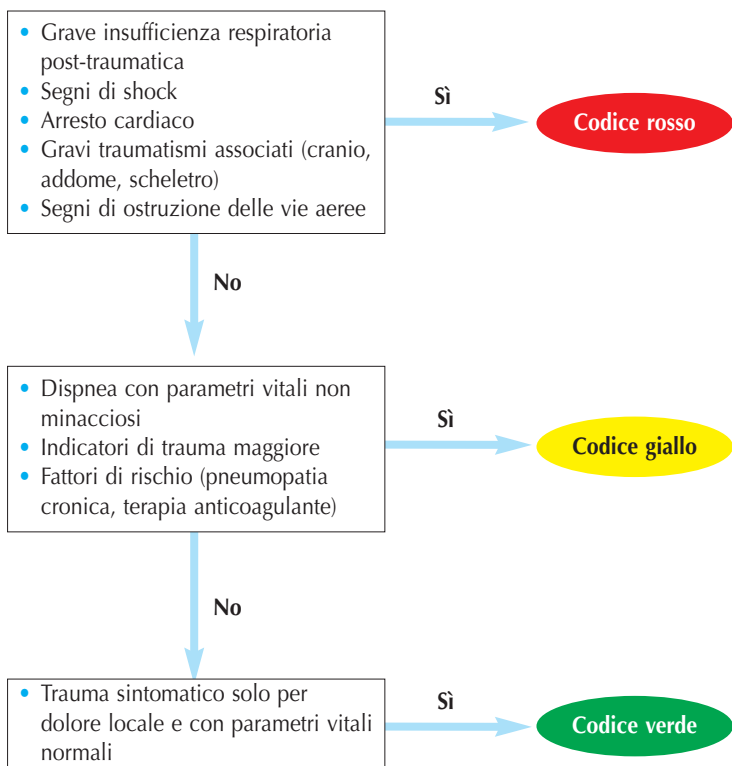 • Grave insufficienza respiratoria
post-traumatica
• Segni di shock
• Arresto cardiaco
• Gravi traumatismi associati (cranio,
addome, scheletro)
• Segni di ostruzione delle vie aeree
Sì
Codice rosso
No
• Dispnea con parametri vitali non
minacciosi
• Indicatori di trauma maggiore
• Fattori di rischio (pneumopatia
cronica, terapia anticoagulante)
Sì
Codice giallo
No
• Trauma sintomatico solo per
dolore locale e con parametri vitali
normali
Sì
Codice verde